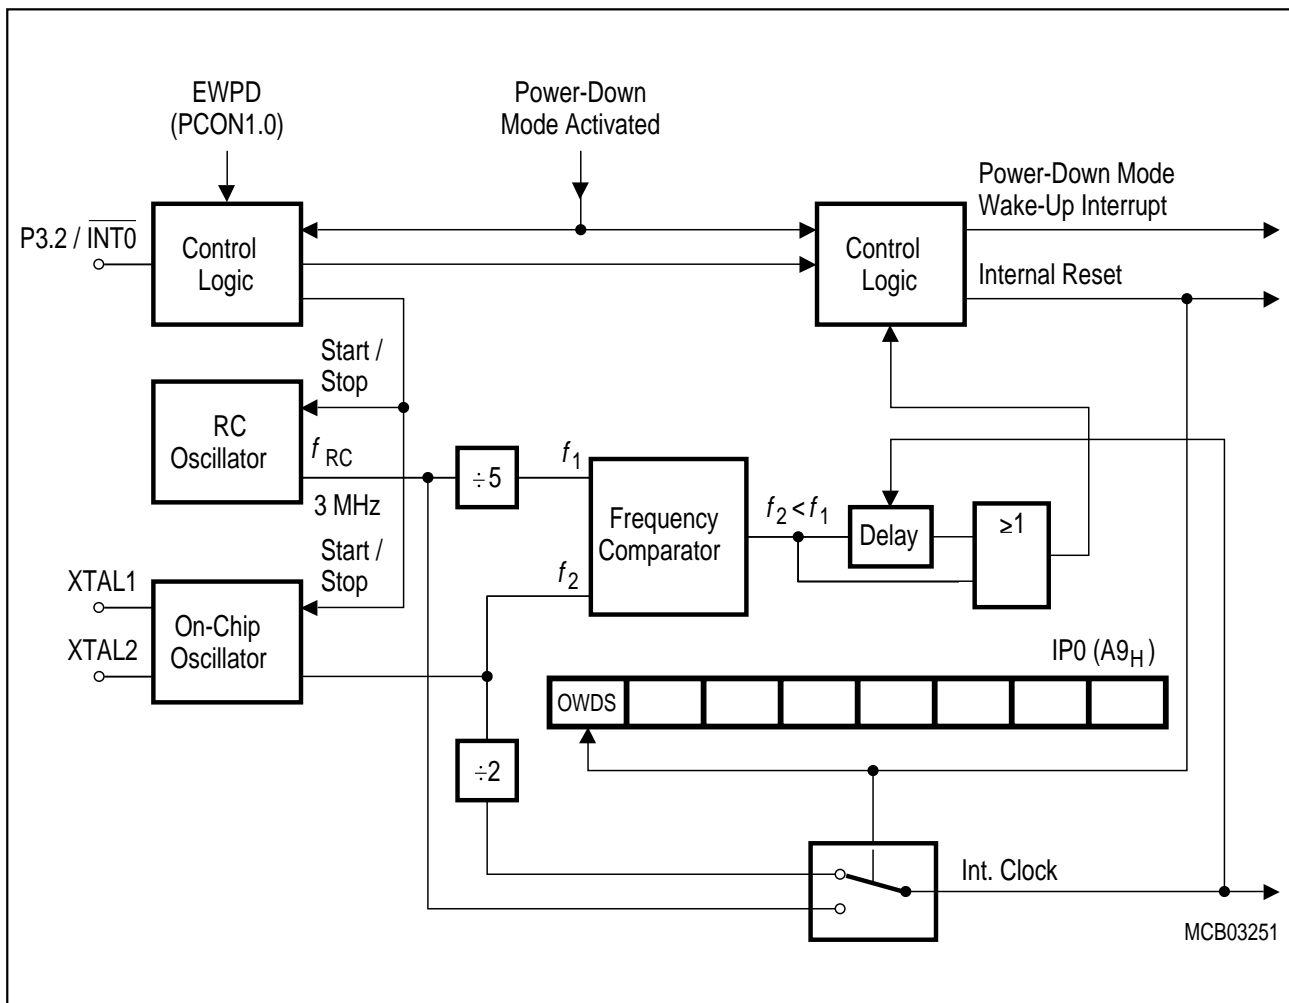 EWPD
(PCON1.0)
Power-Down
Mode Activated
Power-Down Mode
Wake-Up Interrupt
P3.2 / INT0
Control
Logic
Control
Logic
Internal Reset
Start /
Stop
RC
Oscillator
f RC
3 MHz
÷5
f1
Frequency
Comparator
f2 < f1
Delay
≥1
Start /
Stop
f2
XTAL1
XTAL2
On-Chip
Oscillator
IP0 (A9H)
OWDS
÷2
Int. Clock
MCB03251